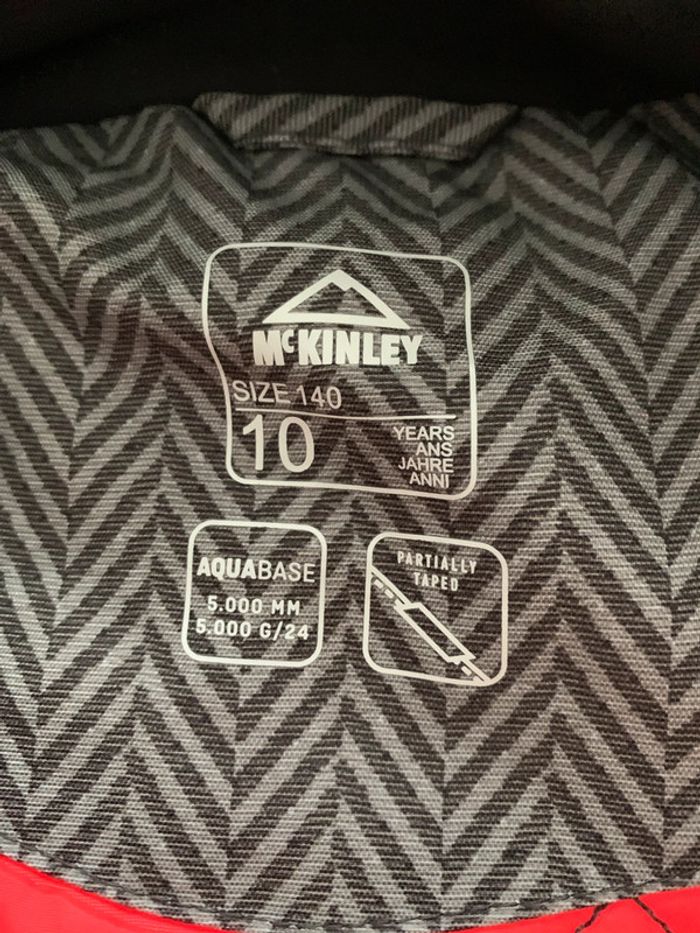 McKINLEY
SIZE 140
10
YEARS
ANS
JAHRE
ANNI
AQUABASE
5.000 MM
5.000 G/24
PARTIALLY
TAPED